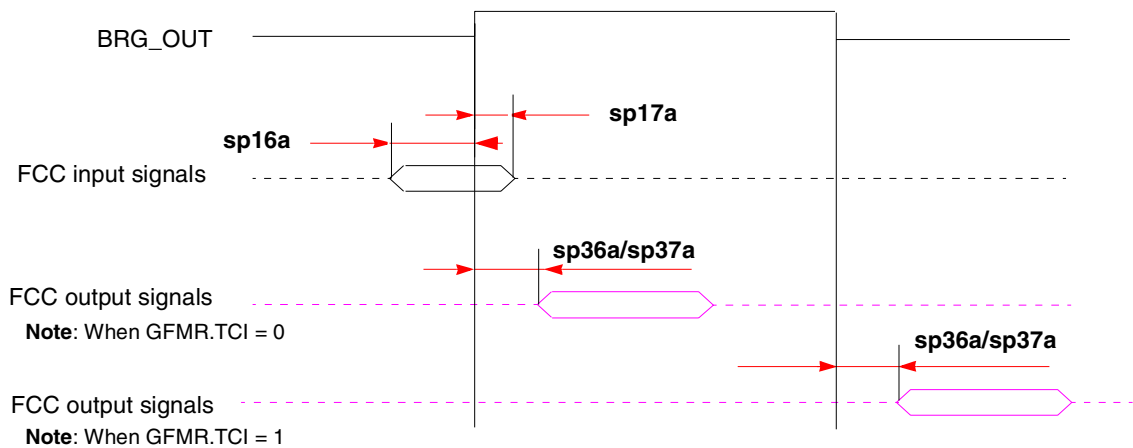 BRG_OUT
sp17a
sp16a
FCC input signals
sp36a/sp37a
FCC output signals
Note: When GFMR.TCI = 0
sp36a/sp37a
FCC output signals
Note: When GFMR.TCI = 1